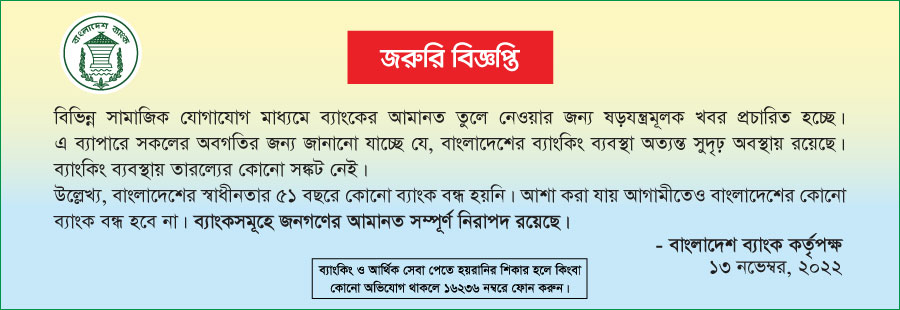 বাংলাদেশ ব্যাংক
জরুরি বিজ্ঞপ্তি
বিভিন্ন সামাজিক যোগাযোগ মাধ্যমে ব্যাংকের আমানত তুলে নেওয়ার জন্য ষড়যন্ত্রমূলক খবর প্রচারিত হচ্ছে।
এ ব্যাপারে সকলের অবগতির জন্য জানানো যাচ্ছে যে, বাংলাদেশের ব্যাংকিং ব্যবস্থা অত্যন্ত সুদৃঢ় অবস্থায় রয়েছে।
ব্যাংকিং ব্যবস্থায় তারল্যের কোনো সঙ্কট নেই।
উল্লেখ্য, বাংলাদেশের স্বাধীনতার ৫১ বছরে কোনো ব্যাংক বন্ধ হয়নি। আশা করা যায় আগামীতেও বাংলাদেশের কোনো
ব্যাংক বন্ধ হবে না। ব্যাংকসমূহে জনগণের আমানত সম্পূর্ণ নিরাপদ রয়েছে।
- বাংলাদেশ ব্যাংক কর্তৃপক্ষ
১৩ নভেম্বর, ২০২২
ব্যাংকিং ও আর্থিক সেবা পেতে হয়রানির শিকার হলে কিংবা
কোনো অভিযোগ থাকলে ১৬২৩৬ নম্বরে ফোন করুন।